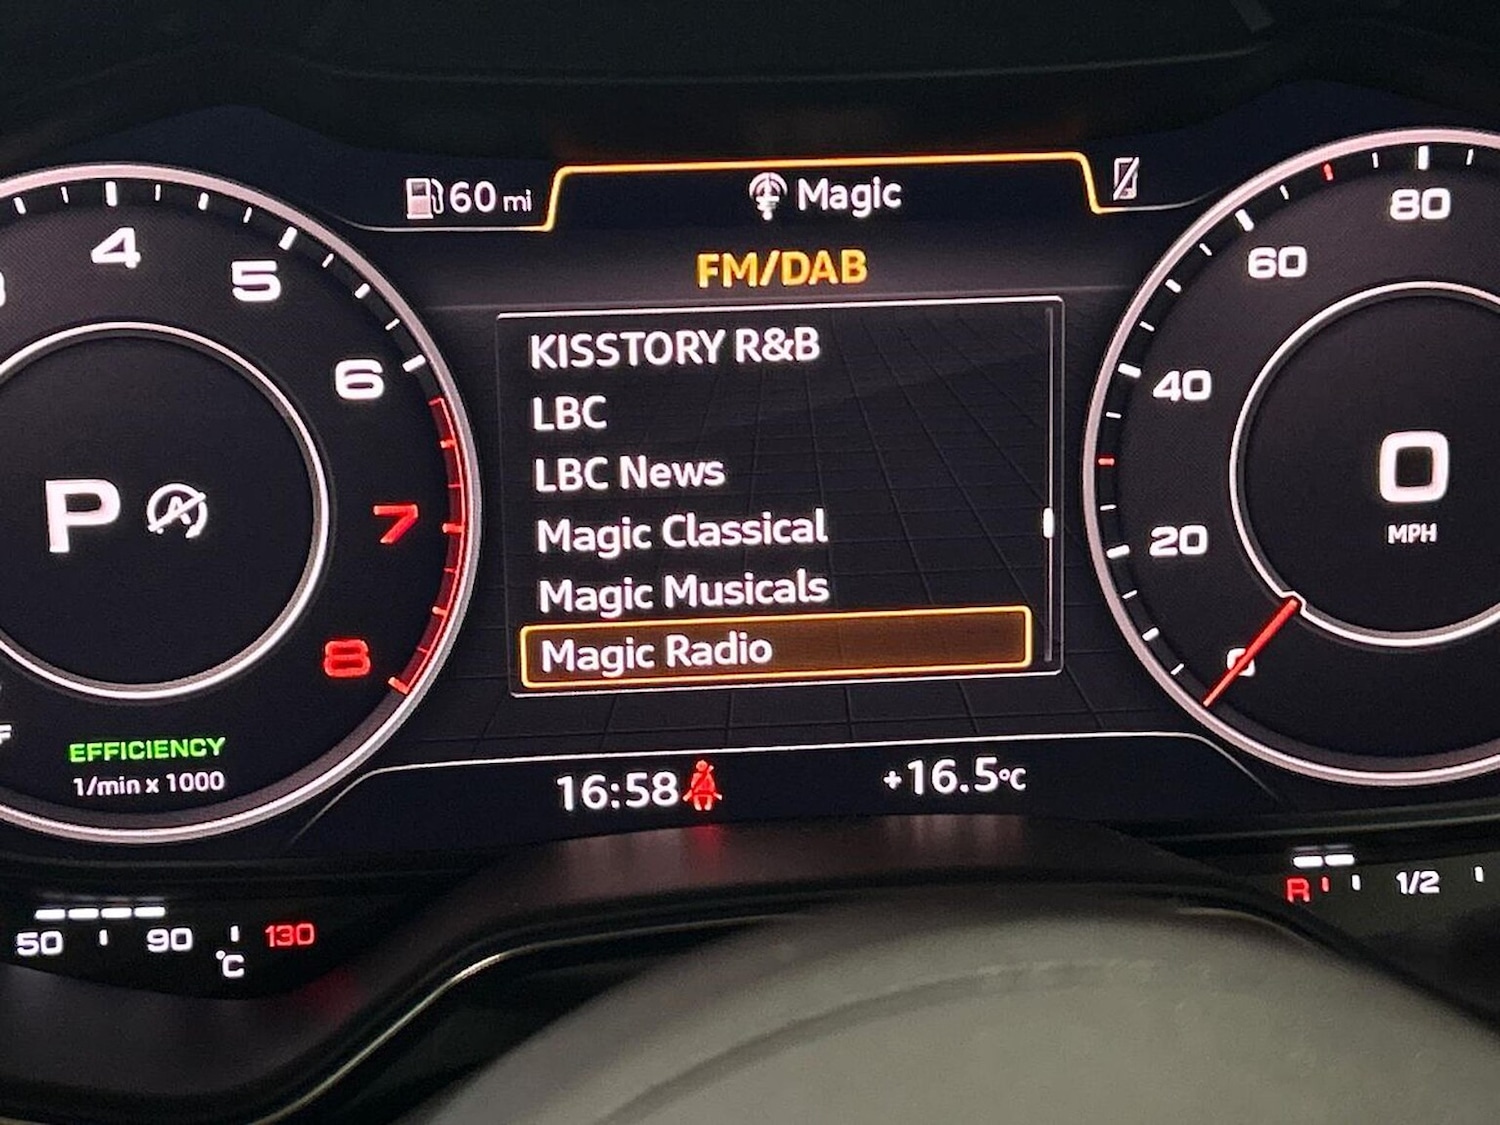 60 mi
Magic
FM/DAB
KISSTORY R&B
LBC
LBC News
Magic Classical
Magic Musicals
Magic Radio
16:58
+16.5°C
4
5
6
7
8
P
A
EFFICIENCY
1/min x 1000
80
60
40
20
0
0
MPH
50
90
130
°C
R
1/2